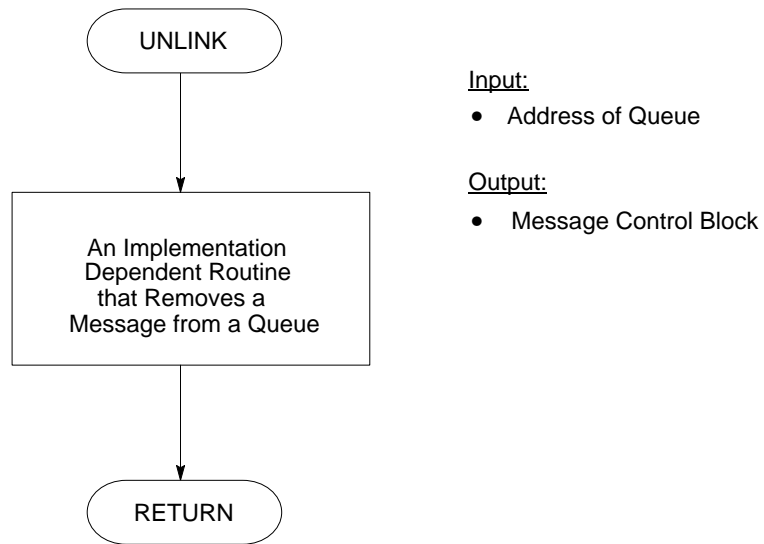 UNLINK
Input:
• Address of Queue
Output:
• Message Control Block
An Implementation
Dependent Routine
that Removes a
Message from a Queue
RETURN